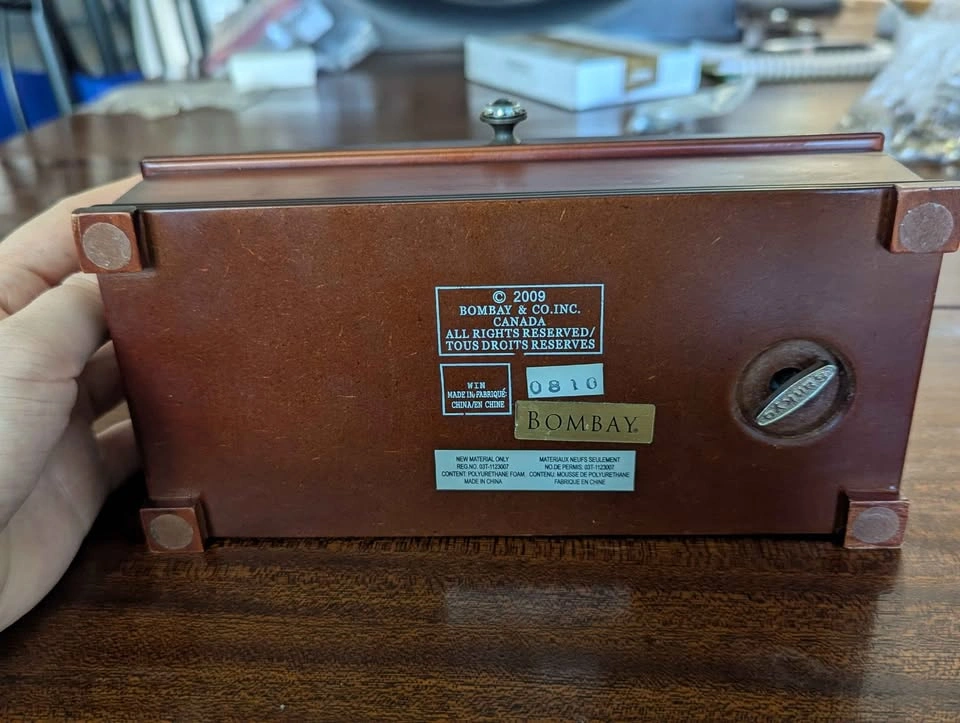 © 2009
BOMBAY & CO.INC.
CANADA
ALL RIGHTS RESERVED/
TOUS DROITS RESERVES
WIN
MADE IN/FABRIQUÉ:
CHINA/EN CHINE
0810
BOMBAY®
NEW MATERIAL ONLY
REG.NO. 03T-1123007
CONTENT: POLYURETHANE FOAM.
MADE IN CHINA
MATERIAUX NEUFS SEULEMENT
NO.DE PERMIS: 03T-1123007
CONTENU: MOUSSE DE POLYURETHANE
FABRIQUE EN CHINE
SANKYO